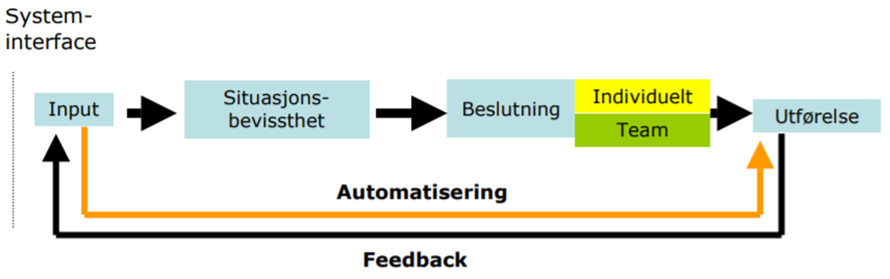 System-
interface
Input
Situasjons-
bevissthet
Beslutning
Individuelt
Team
Utførelse
Automatisering
Feedback